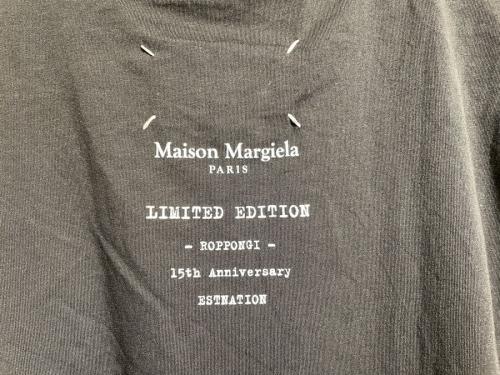 Maison Margiela
PARIS
LIMITED EDITION
- ROPPONGI -
15th Anniversary
ESTNATION